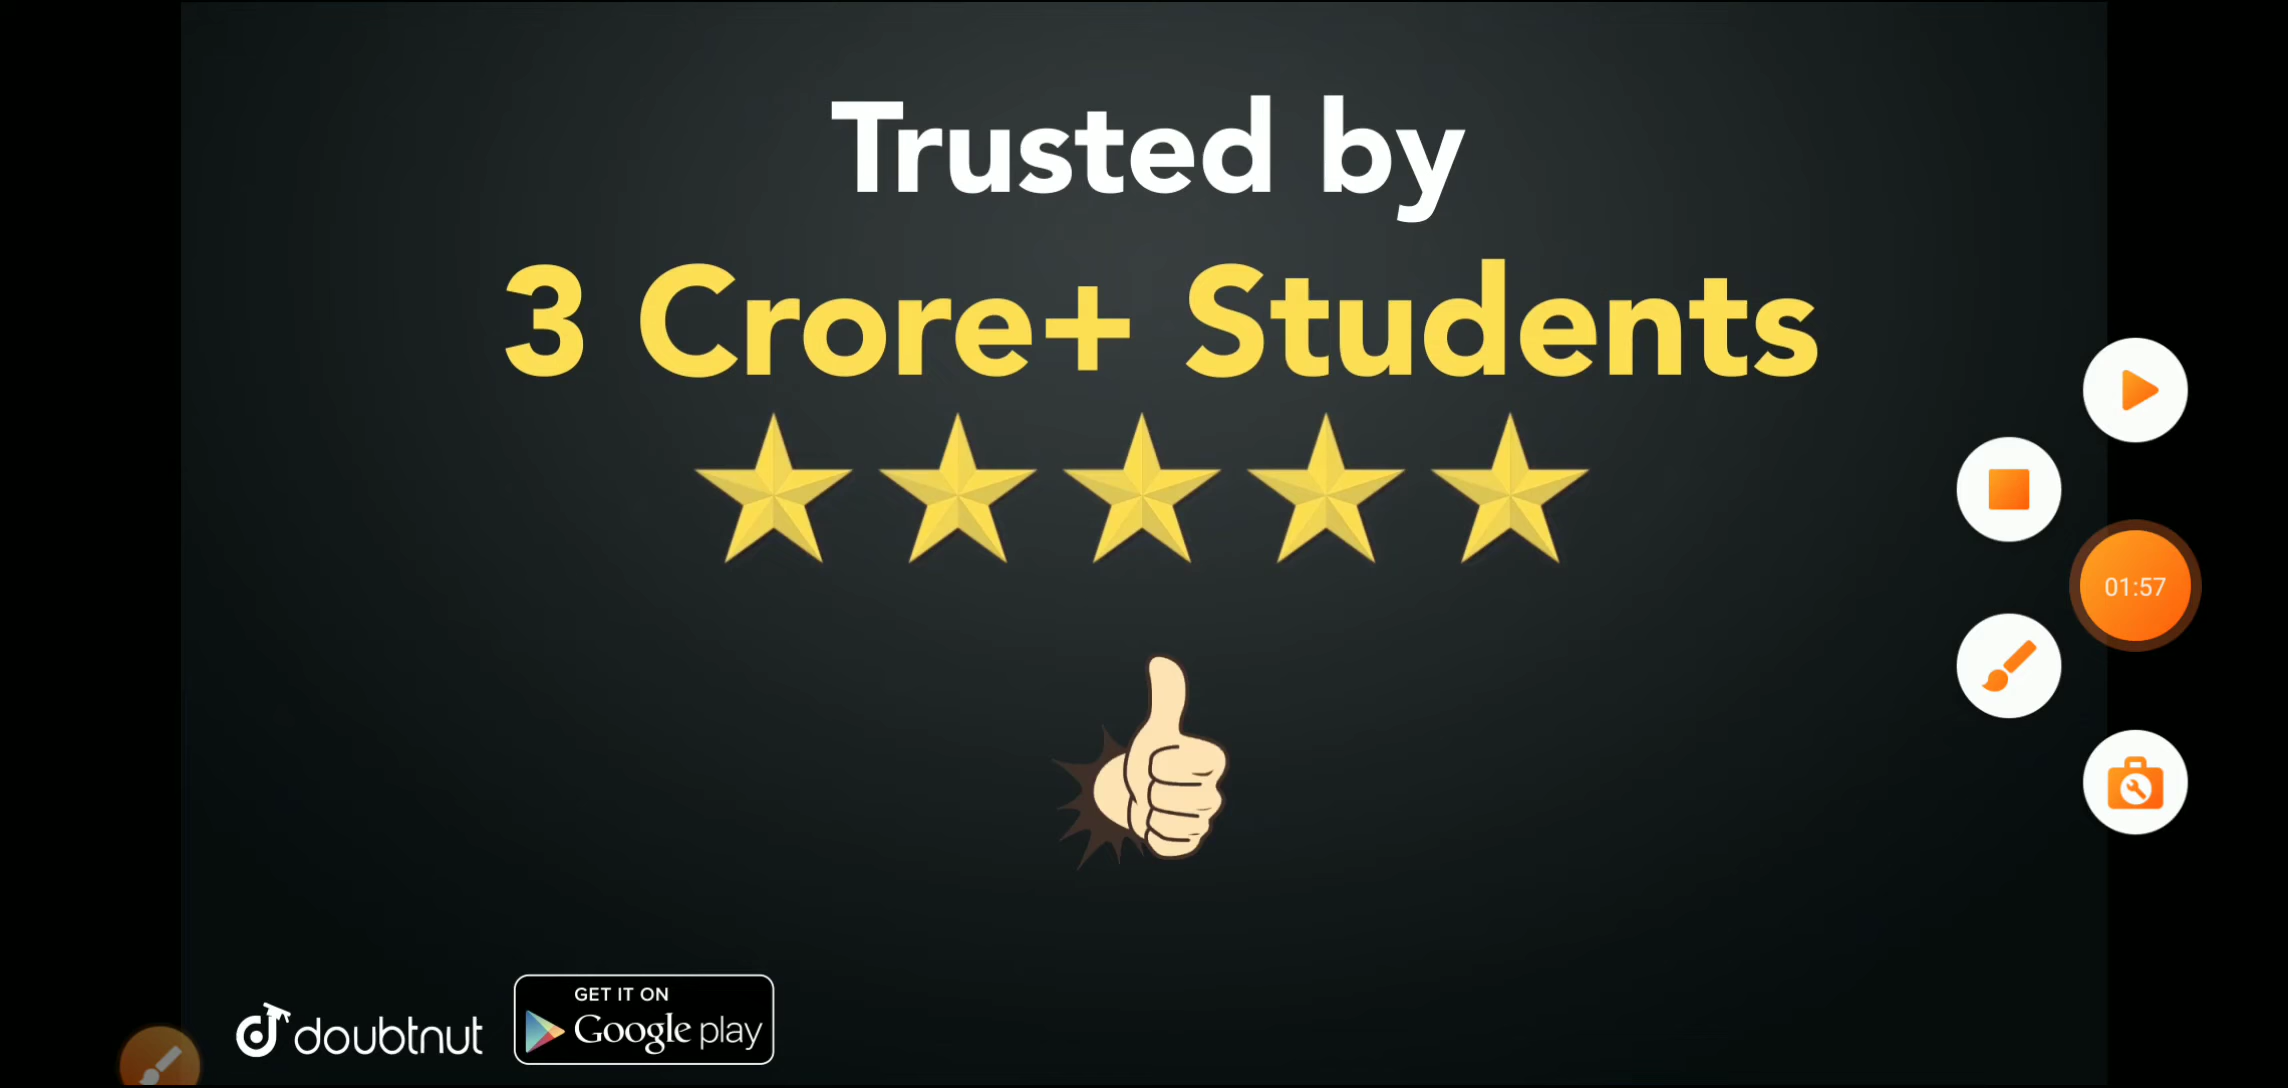 Trusted by
3 Crore+ Students
01:57
doubtnut
GET IT ON
Google play